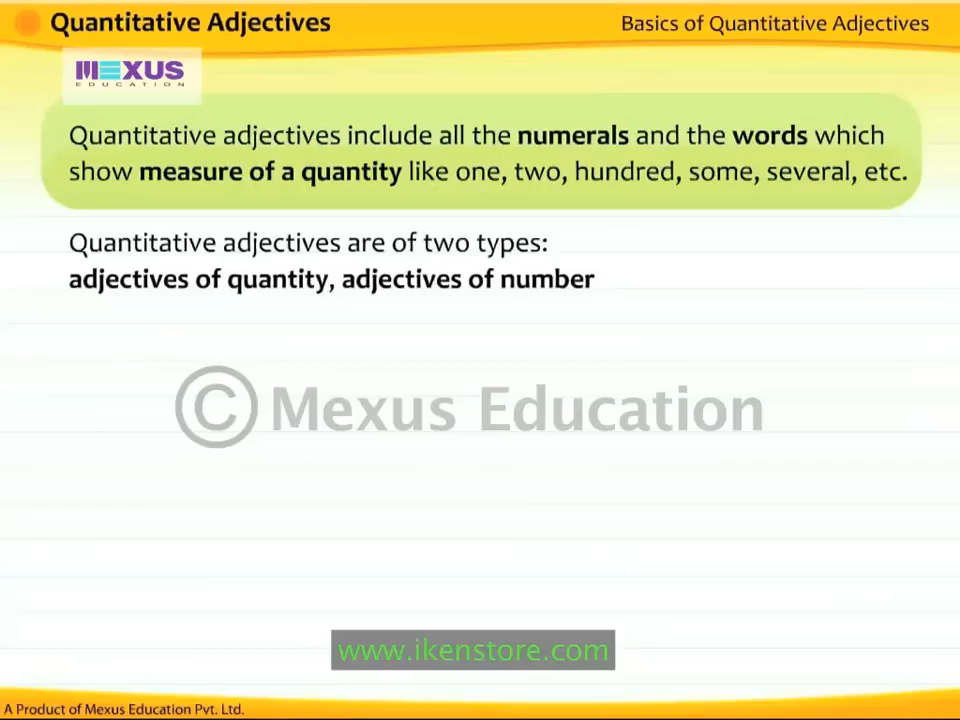 Quantitative Adjectives
Basics of Quantitative Adjectives
MEXUS
EDUCATION
Quantitative adjectives include all the numerals and the words which
show measure of a quantity like one, two, hundred, some, several, etc.
Quantitative adjectives are of two types:
adjectives of quantity, adjectives of number
© Mexus Education
www.ikenstore.com
A Product of Mexus Education Pvt. Ltd.